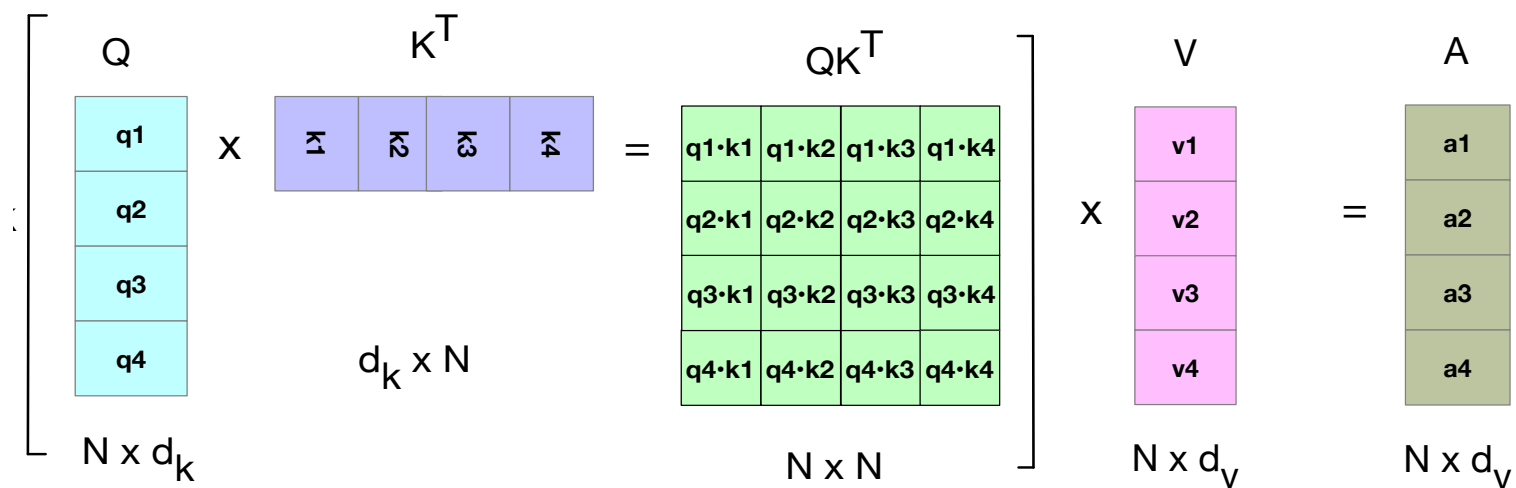 Q
K^T
QK^T
V
A
q1
q2
q3
q4
x
k1 k2 k3 k4
=
q1•k1 q1•k2 q1•k3 q1•k4
q2•k1 q2•k2 q2•k3 q2•k4
q3•k1 q3•k2 q3•k3 q3•k4
q4•k1 q4•k2 q4•k3 q4•k4
x
v1
v2
v3
v4
=
a1
a2
a3
a4
N x d_k
d_k x N
N x N
N x d_v
N x d_v